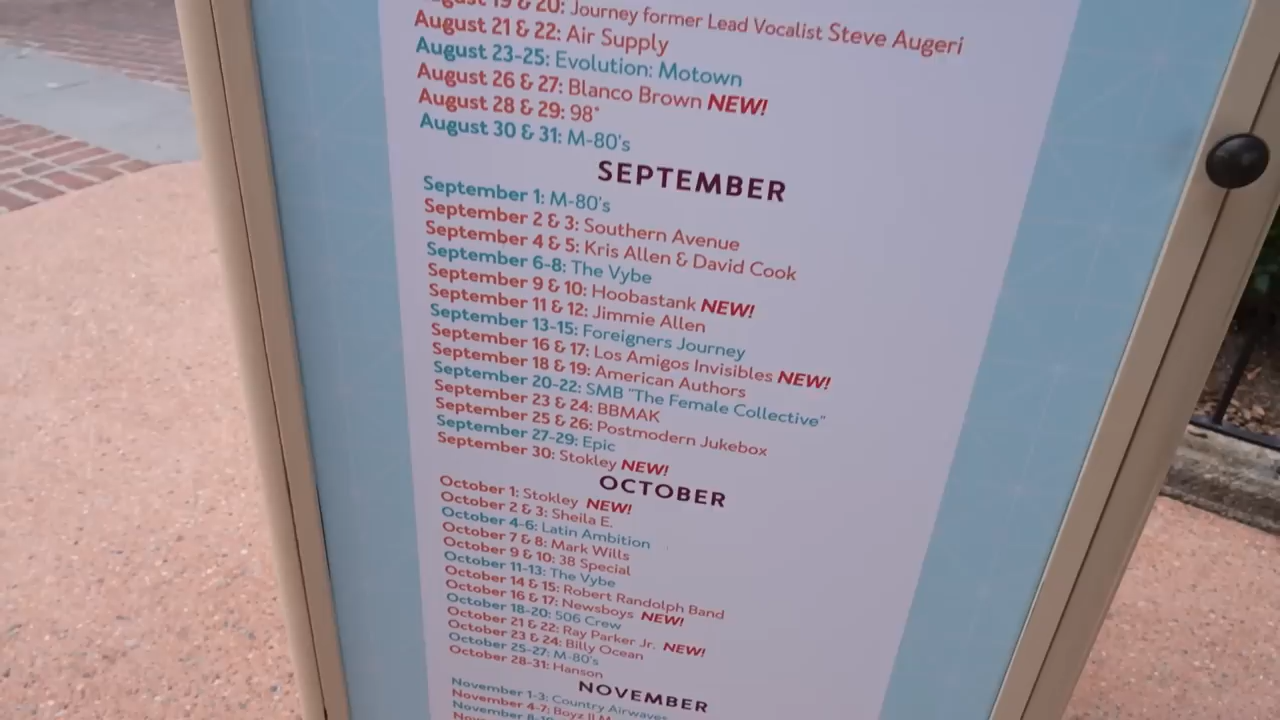 19 & 20: Journey former Lead Vocalist Steve Augeri
August 21 & 22: Air Supply
August 23-25: Evolution: Motown
August 26 & 27: Blanco Brown NEW!
August 28 & 29: 98°
August 30 & 31: M-80's
SEPTEMBER
September 1: M-80's
September 2 & 3: Southern Avenue
September 4 & 5: Kris Allen & David Cook
September 6-8: The Vybe
September 9 & 10: Hoobastank NEW!
September 11 & 12: Jimmie Allen
September 13-15: Foreigners Journey
September 16 & 17: Los Amigos Invisibles NEW!
September 18 & 19: American Authors
September 20-22: SMB "The Female Collective"
September 23 & 24: BBMAK
September 25 & 26: Postmodern Jukebox
September 27-29: Epic
September 30: Stokley NEW!
OCTOBER
October 1: Stokley NEW!
October 2 & 3: Sheila E.
October 4-6: Latin Ambition
October 7 & 8: Mark Wills
October 9 & 10: 38 Special
October 11-13: The Vybe
October 14 & 15: Robert Randolph Band
October 16 & 17: Newsboys NEW!
October 18-20: 506 Crew
October 21 & 22: Ray Parker Jr. NEW!
October 23 & 24: Billy Ocean
October 25-27: M-80's
October 28-31: Hanson
NOVEMBER
November 1-3: Country Airwaves
November 4-7: Boyz II
November